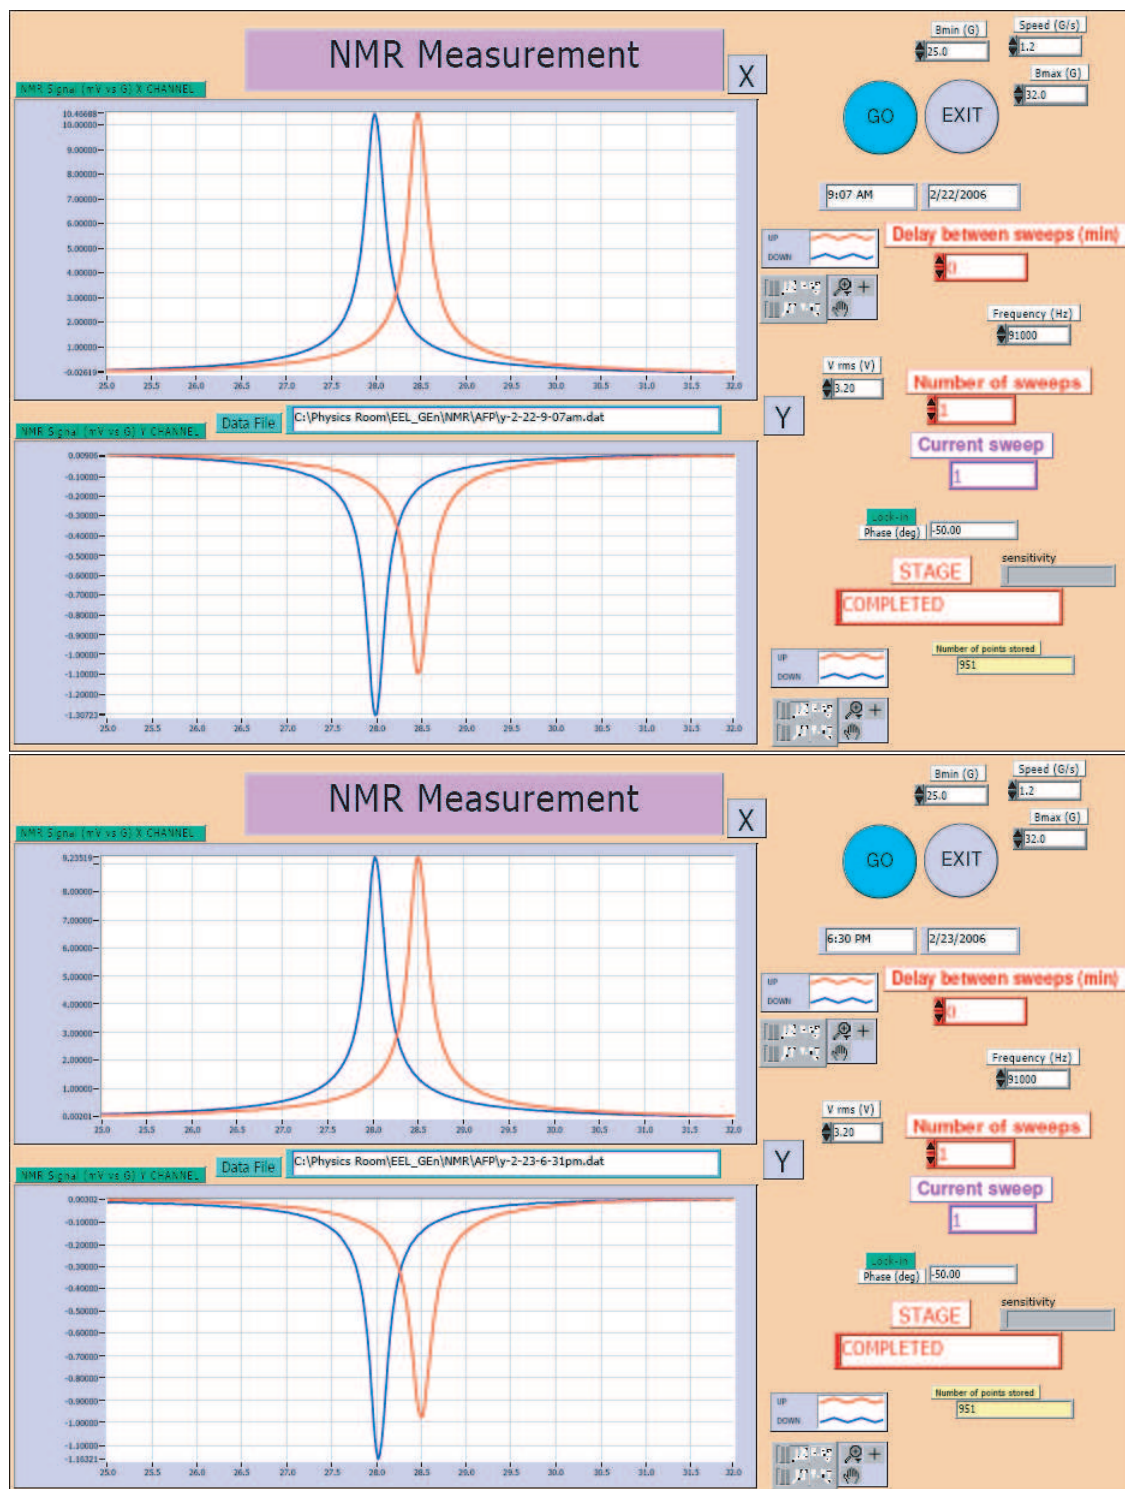 NMR Measurement
Bmin (G)
25.0
Speed (G/s)
1.2
Bmax (G)
32.0
X
GO
EXIT
NMR Signal (mV vs G) X CHANNEL
10.46688
10.00000
9.00000
8.00000
7.00000
6.00000
5.00000
4.00000
3.00000
2.00000
1.00000
-0.02619
25.0 25.5 26.0 26.5 27.0 27.5 28.0 28.5 29.0 29.5 30.0 30.5 31.0 31.5 32.0
9:07 AM
2/22/2006
UP
DOWN
Delay between sweeps (min)
0
Frequency (Hz)
91000
V rms (V)
3.20
Number of sweeps
1
Data File
C:\Physics Room\EEL_GEn\NMR\AFP\y-2-22-9-07am.dat
Y
Current sweep
1
NMR Signal (mV vs G) Y CHANNEL
0.00906
-0.10000
-0.20000
-0.30000
-0.40000
-0.50000
-0.60000
-0.70000
-0.80000
-0.90000
-1.00000
-1.10000
-1.20000
-1.30723
25.0 25.5 26.0 26.5 27.0 27.5 28.0 28.5 29.0 29.5 30.0 30.5 31.0 31.5 32.0
Lock-in
Phase (deg)
-50.00
STAGE
sensitivity
COMPLETED
Number of points stored
951
UP
DOWN
NMR Measurement
Bmin (G)
25.0
Speed (G/s)
1.2
Bmax (G)
32.0
X
GO
EXIT
NMR Signal (mV vs G) X CHANNEL
9.23519
8.00000
7.00000
6.00000
5.00000
4.00000
3.00000
2.00000
1.00000
0.00201
25.0 25.5 26.0 26.5 27.0 27.5 28.0 28.5 29.0 29.5 30.0 30.5 31.0 31.5 32.0
6:30 PM
2/23/2006
UP
DOWN
Delay between sweeps (min)
0
Frequency (Hz)
91000
V rms (V)
3.20
Number of sweeps
1
Data File
C:\Physics Room\EEL_GEn\NMR\AFP\y-2-23-6-31pm.dat
Y
Current sweep
1
NMR Signal (mV vs G) Y CHANNEL
0.00302
-0.10000
-0.20000
-0.30000
-0.40000
-0.50000
-0.60000
-0.70000
-0.80000
-0.90000
-1.00000
-1.10000
-1.16321
25.0 25.5 26.0 26.5 27.0 27.5 28.0 28.5 29.0 29.5 30.0 30.5 31.0 31.5 32.0
Lock-in
Phase (deg)
-50.00
STAGE
sensitivity
COMPLETED
Number of points stored
951
UP
DOWN